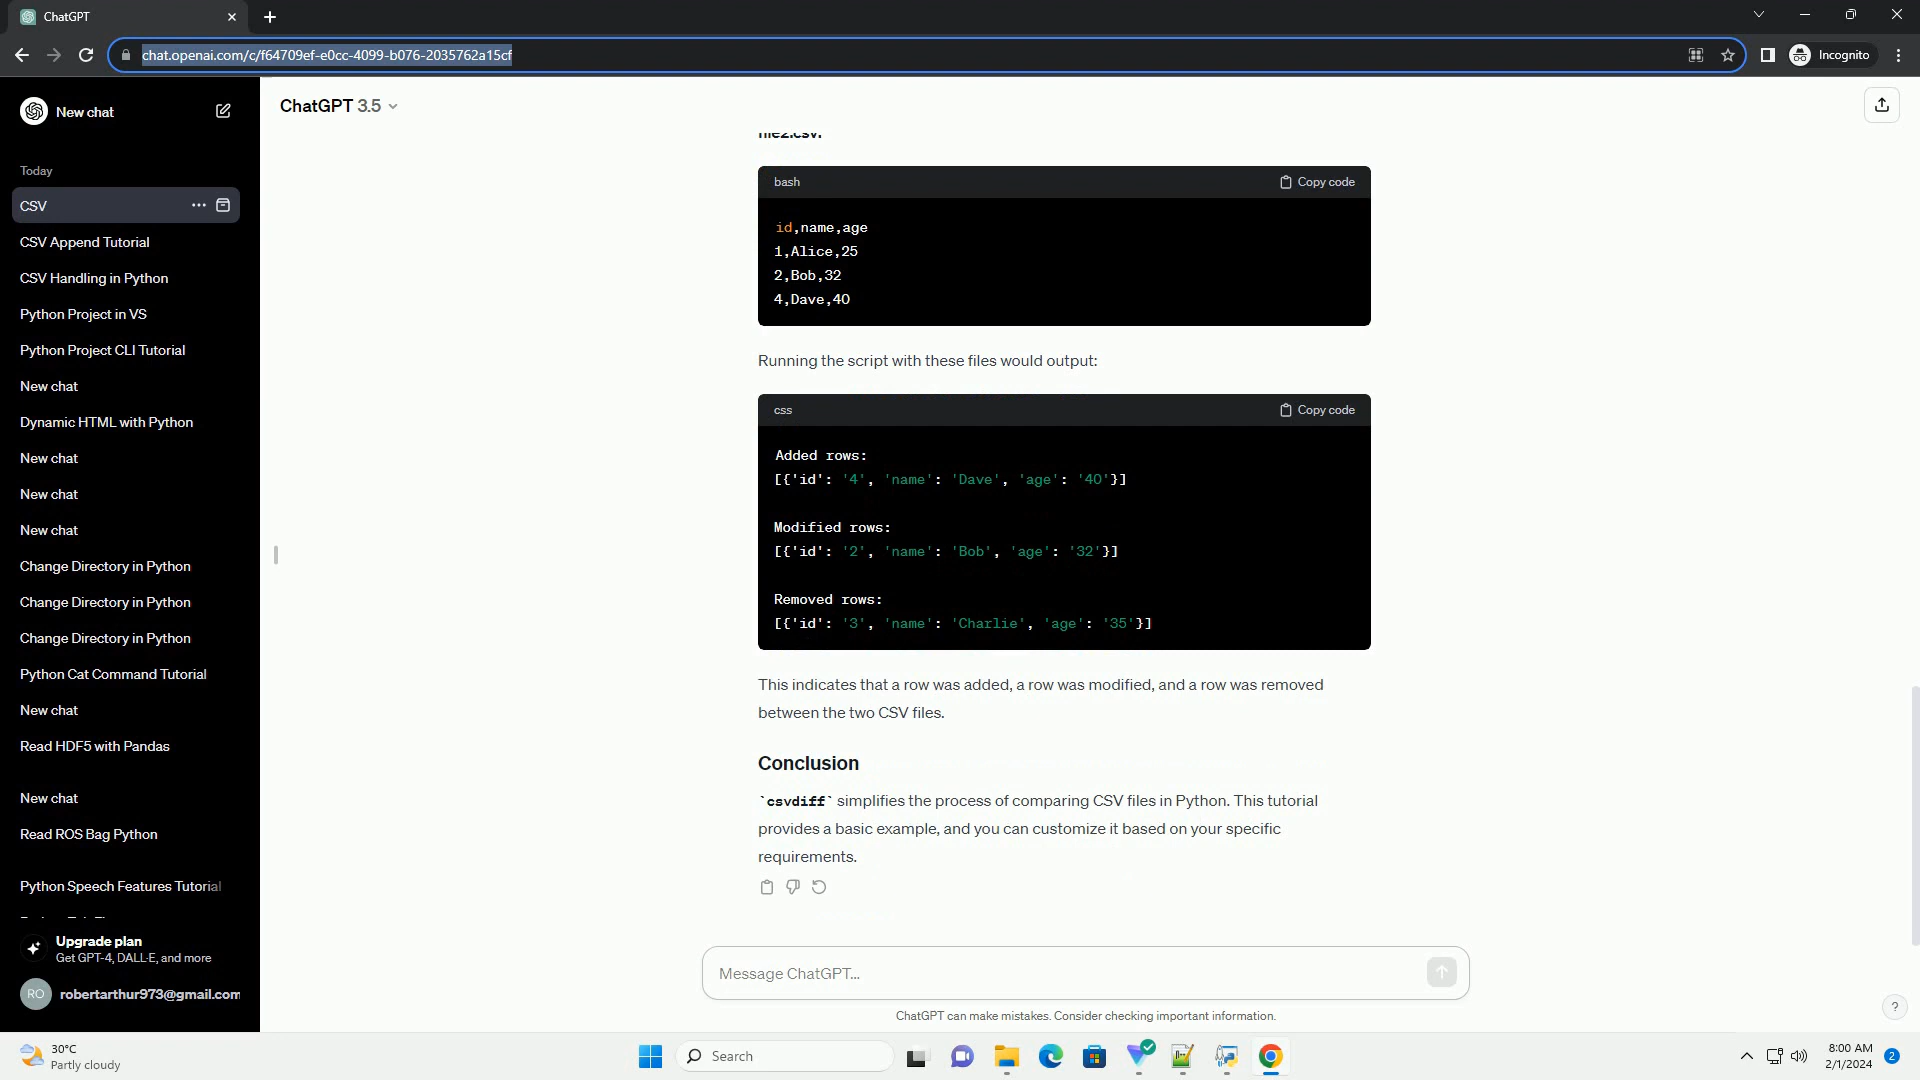 ChatGPT
chat.openai.com/c/f64709ef-e0cc-4099-b076-2035762a15cf
Incognito
New chat
ChatGPT 3.5
Today
CSV
CSV Append Tutorial
CSV Handling in Python
Python Project in VS
Python Project CLI Tutorial
New chat
Dynamic HTML with Python
New chat
New chat
New chat
Change Directory in Python
Change Directory in Python
Change Directory in Python
Python Cat Command Tutorial
New chat
Read HDF5 with Pandas
New chat
Read ROS Bag Python
Python Speech Features Tutorial
Upgrade plan
Get GPT-4, DALL·E, and more
RO
robertarthur973@gmail.com
file2.csv:
bash
Copy code
id,name,age
1,Alice,25
2,Bob,32
4,Dave,40
Running the script with these files would output:
css
Copy code
Added rows:
[{'id': '4', 'name': 'Dave', 'age': '40'}]
Modified rows:
[{'id': '2', 'name': 'Bob', 'age': '32'}]
Removed rows:
[{'id': '3', 'name': 'Charlie', 'age': '35'}]
This indicates that a row was added, a row was modified, and a row was removed
between the two CSV files.
Conclusion
`csvdiff` simplifies the process of comparing CSV files in Python. This tutorial
provides a basic example, and you can customize it based on your specific
requirements.
Message ChatGPT...
ChatGPT can make mistakes. Consider checking important information.
?
30°C
Partly cloudy
Search
8:00 AM
2/1/2024
2